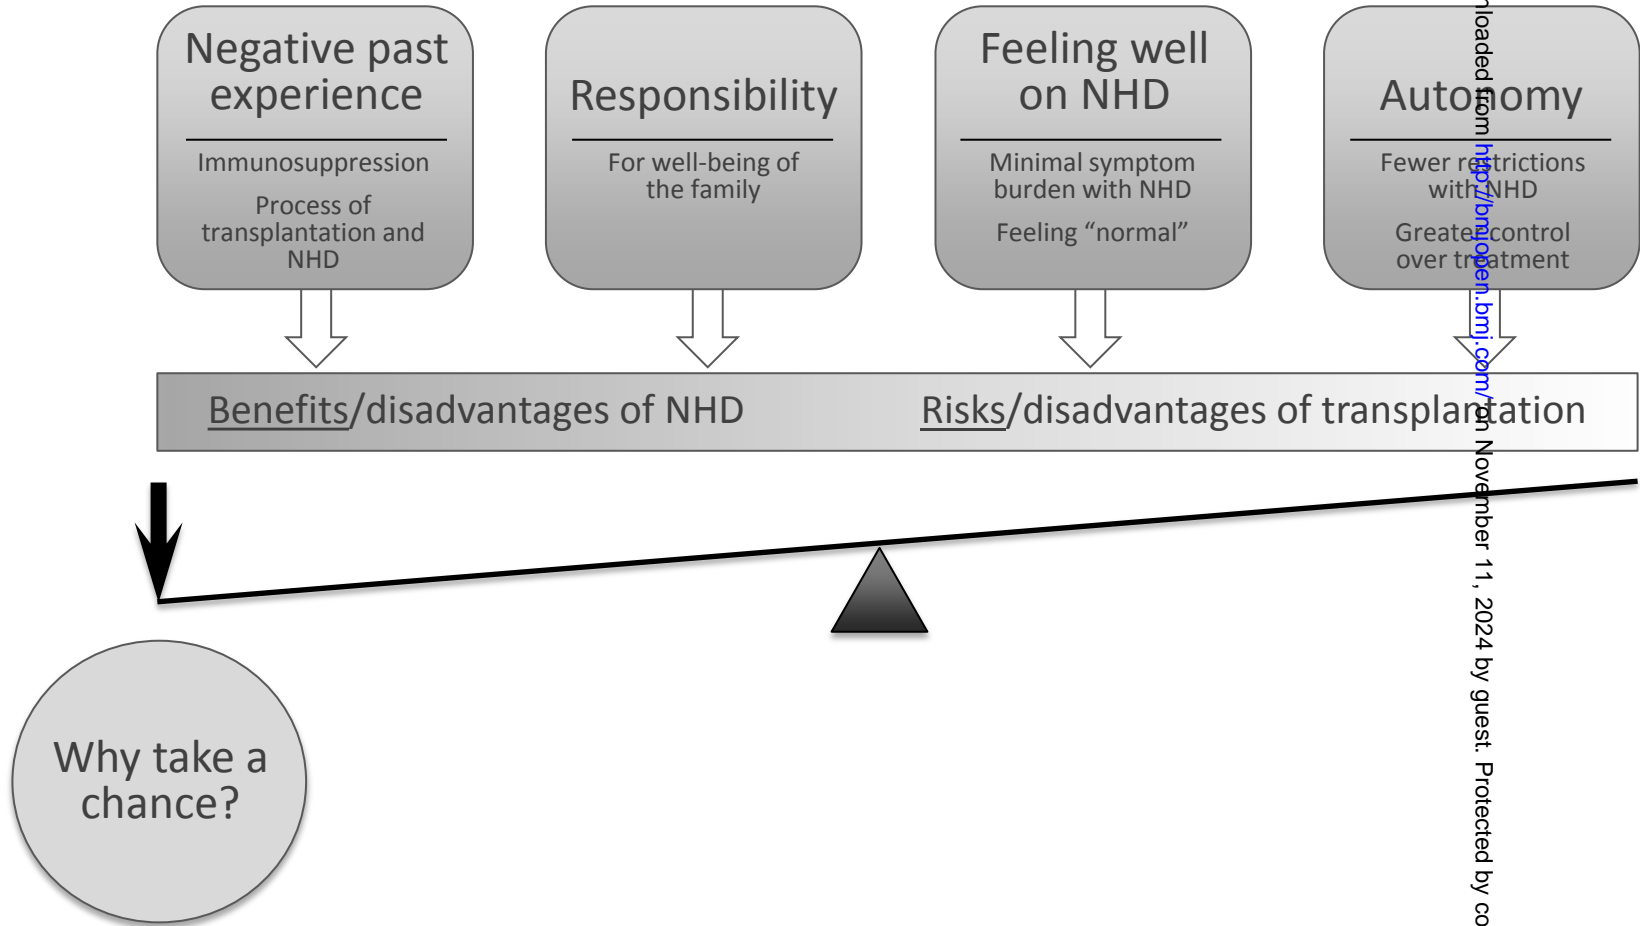 Negative past
experience
Immunosuppression
Process of
transplantation and
NHD
Responsibility
For well-being of
the family
Feeling well
on NHD
Minimal symptom
burden with NHD
Feeling “normal”
Autonomy
Fewer restrictions
with NHD
Greater control
over treatment
Benefits/disadvantages of NHD
Risks/disadvantages of transplantation
Why take a
chance?
http://bmjopen.bmj.com/ on November 11, 2024 by guest. Protected by